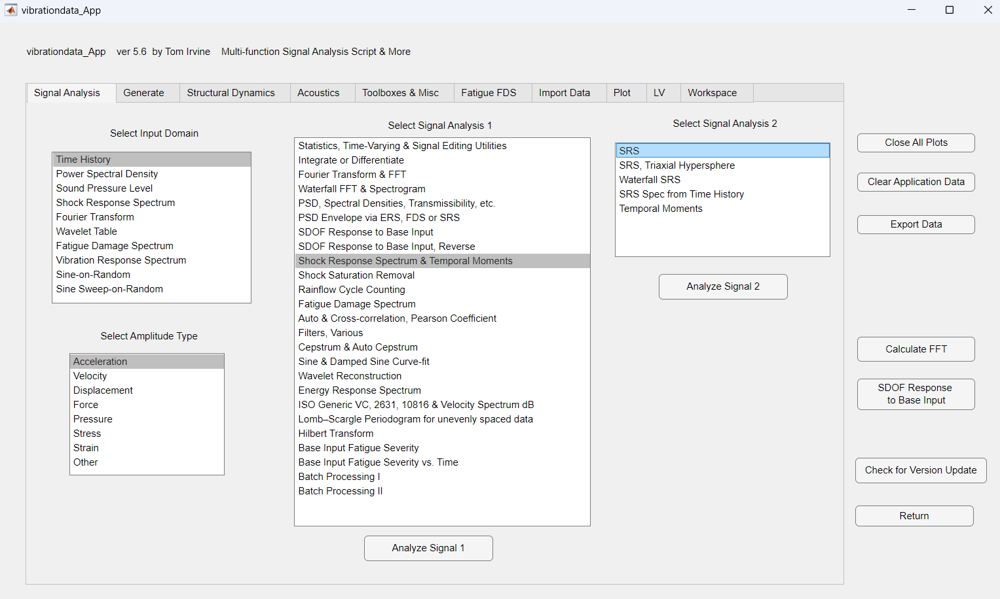 vibrationdata_App
vibrationdata_App    ver 5.6  by Tom Irvine    Multi-function Signal Analysis Script & More
Signal Analysis
Generate
Structural Dynamics
Acoustics
Toolboxes & Misc
Fatigue FDS
Import Data
Plot
LV
Workspace
Select Input Domain
Time History
Power Spectral Density
Sound Pressure Level
Shock Response Spectrum
Fourier Transform
Wavelet Table
Fatigue Damage Spectrum
Vibration Response Spectrum
Sine-on-Random
Sine Sweep-on-Random
Select Amplitude Type
Acceleration
Velocity
Displacement
Force
Pressure
Stress
Strain
Other
Select Signal Analysis 1
Statistics, Time-Varying & Signal Editing Utilities
Integrate or Differentiate
Fourier Transform & FFT
Waterfall FFT & Spectrogram
PSD, Spectral Densities, Transmissibility, etc.
PSD Envelope via ERS, FDS or SRS
SDOF Response to Base Input
SDOF Response to Base Input, Reverse
Shock Response Spectrum & Temporal Moments
Shock Saturation Removal
Rainflow Cycle Counting
Fatigue Damage Spectrum
Auto & Cross-correlation, Pearson Coefficient
Filters, Various
Cepstrum & Auto Cepstrum
Sine & Damped Sine Curve-fit
Wavelet Reconstruction
Energy Response Spectrum
ISO Generic VC, 2631, 10816 & Velocity Spectrum dB
Lomb–Scargle Periodogram for unevenly spaced data
Hilbert Transform
Base Input Fatigue Severity
Base Input Fatigue Severity vs. Time
Batch Processing I
Batch Processing II
Analyze Signal 1
Select Signal Analysis 2
SRS
SRS, Triaxial Hypersphere
Waterfall SRS
SRS Spec from Time History
Temporal Moments
Analyze Signal 2
Close All Plots
Clear Application Data
Export Data
Calculate FFT
SDOF Response
to Base Input
Check for Version Update
Return